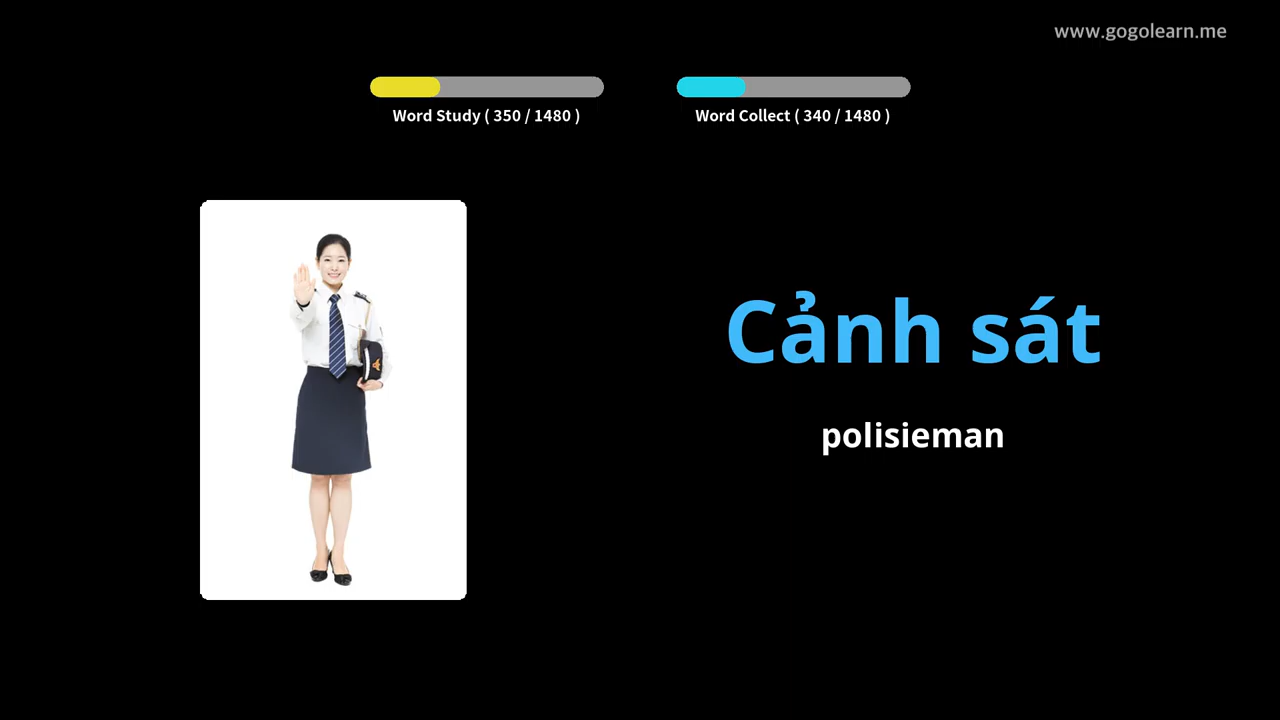 www.gogolearn.me
Word Study ( 350 / 1480 )
Word Collect ( 340 / 1480 )
Cảnh sát
polisieman